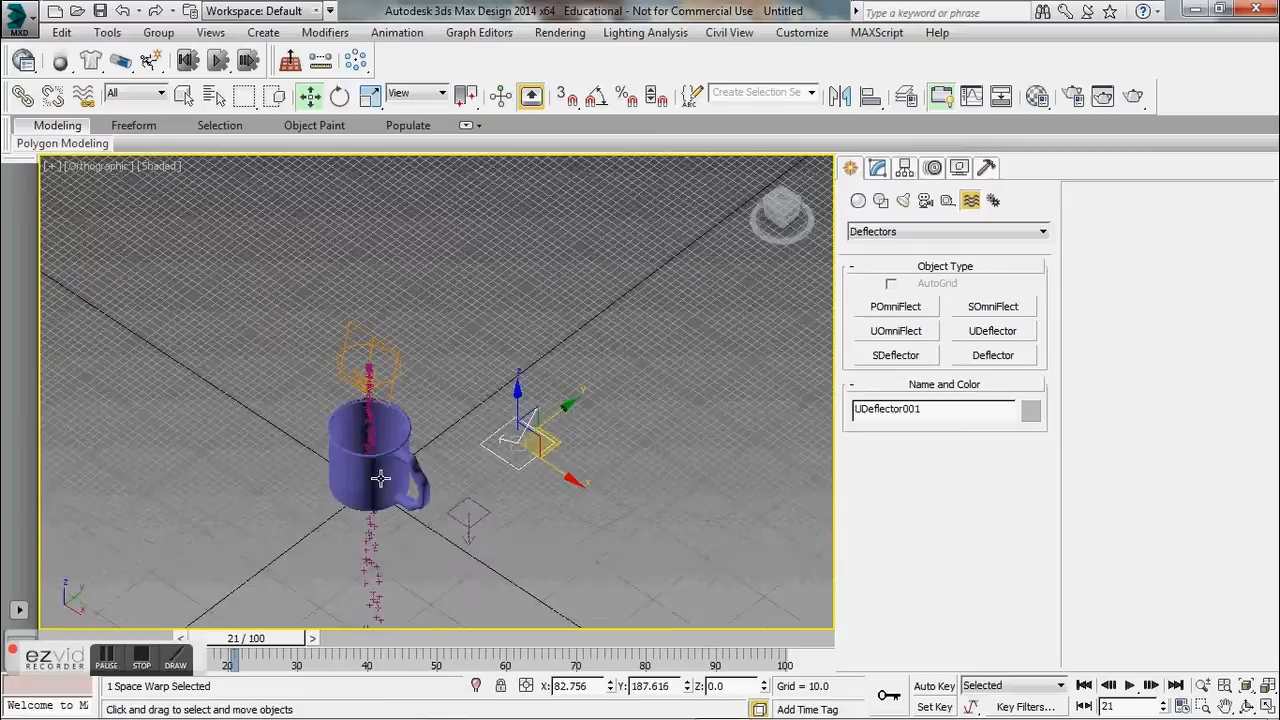 MXD Workspace: Default Autodesk 3ds Max Design 2014 x64 Educational - Not for Commercial Use Untitled Type a keyword or phrase
Edit Tools Group Views Create Modifiers Animation Graph Editors Rendering Lighting Analysis Civil View Customize MAXScript Help
All View 3 Create Selection Se
Modeling Freeform Selection Object Paint Populate
Polygon Modeling
[+] [Orthographic] [Shaded]
Deflectors
- Object Type
AutoGrid
POmniFlect SOmniFlect
UOmniFlect UDeflector
SDeflector Deflector
- Name and Color
UDeflector001
z y x
z y x
< 21 / 100 >
ezvid RECORDER PAUSE STOP DRAW
20 30 40 50 60 70 80 90 100
1 Space Warp Selected X: 82.756 Y: 187.616 Z: 0.0 Grid = 10.0 Auto Key Selected
Welcome to M Click and drag to select and move objects Add Time Tag Set Key Key Filters... 21